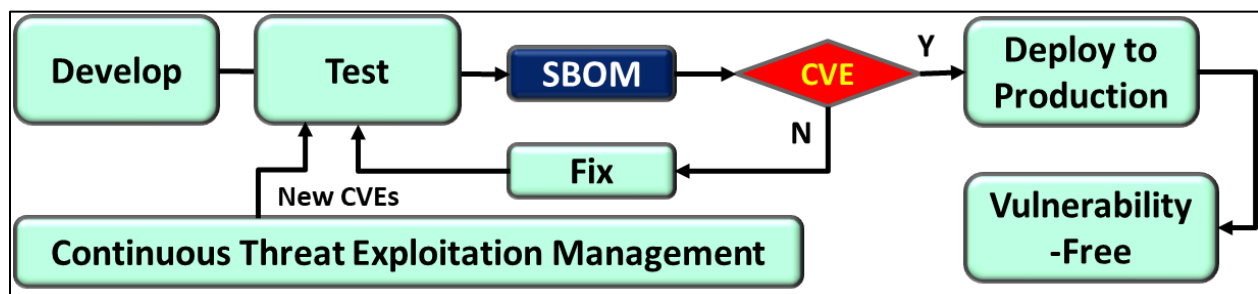 Develop
Test
SBOM
CVE
Y
Deploy to
Production
N
Fix
New CVEs
Vulnerability
-Free
Continuous Threat Exploitation Management